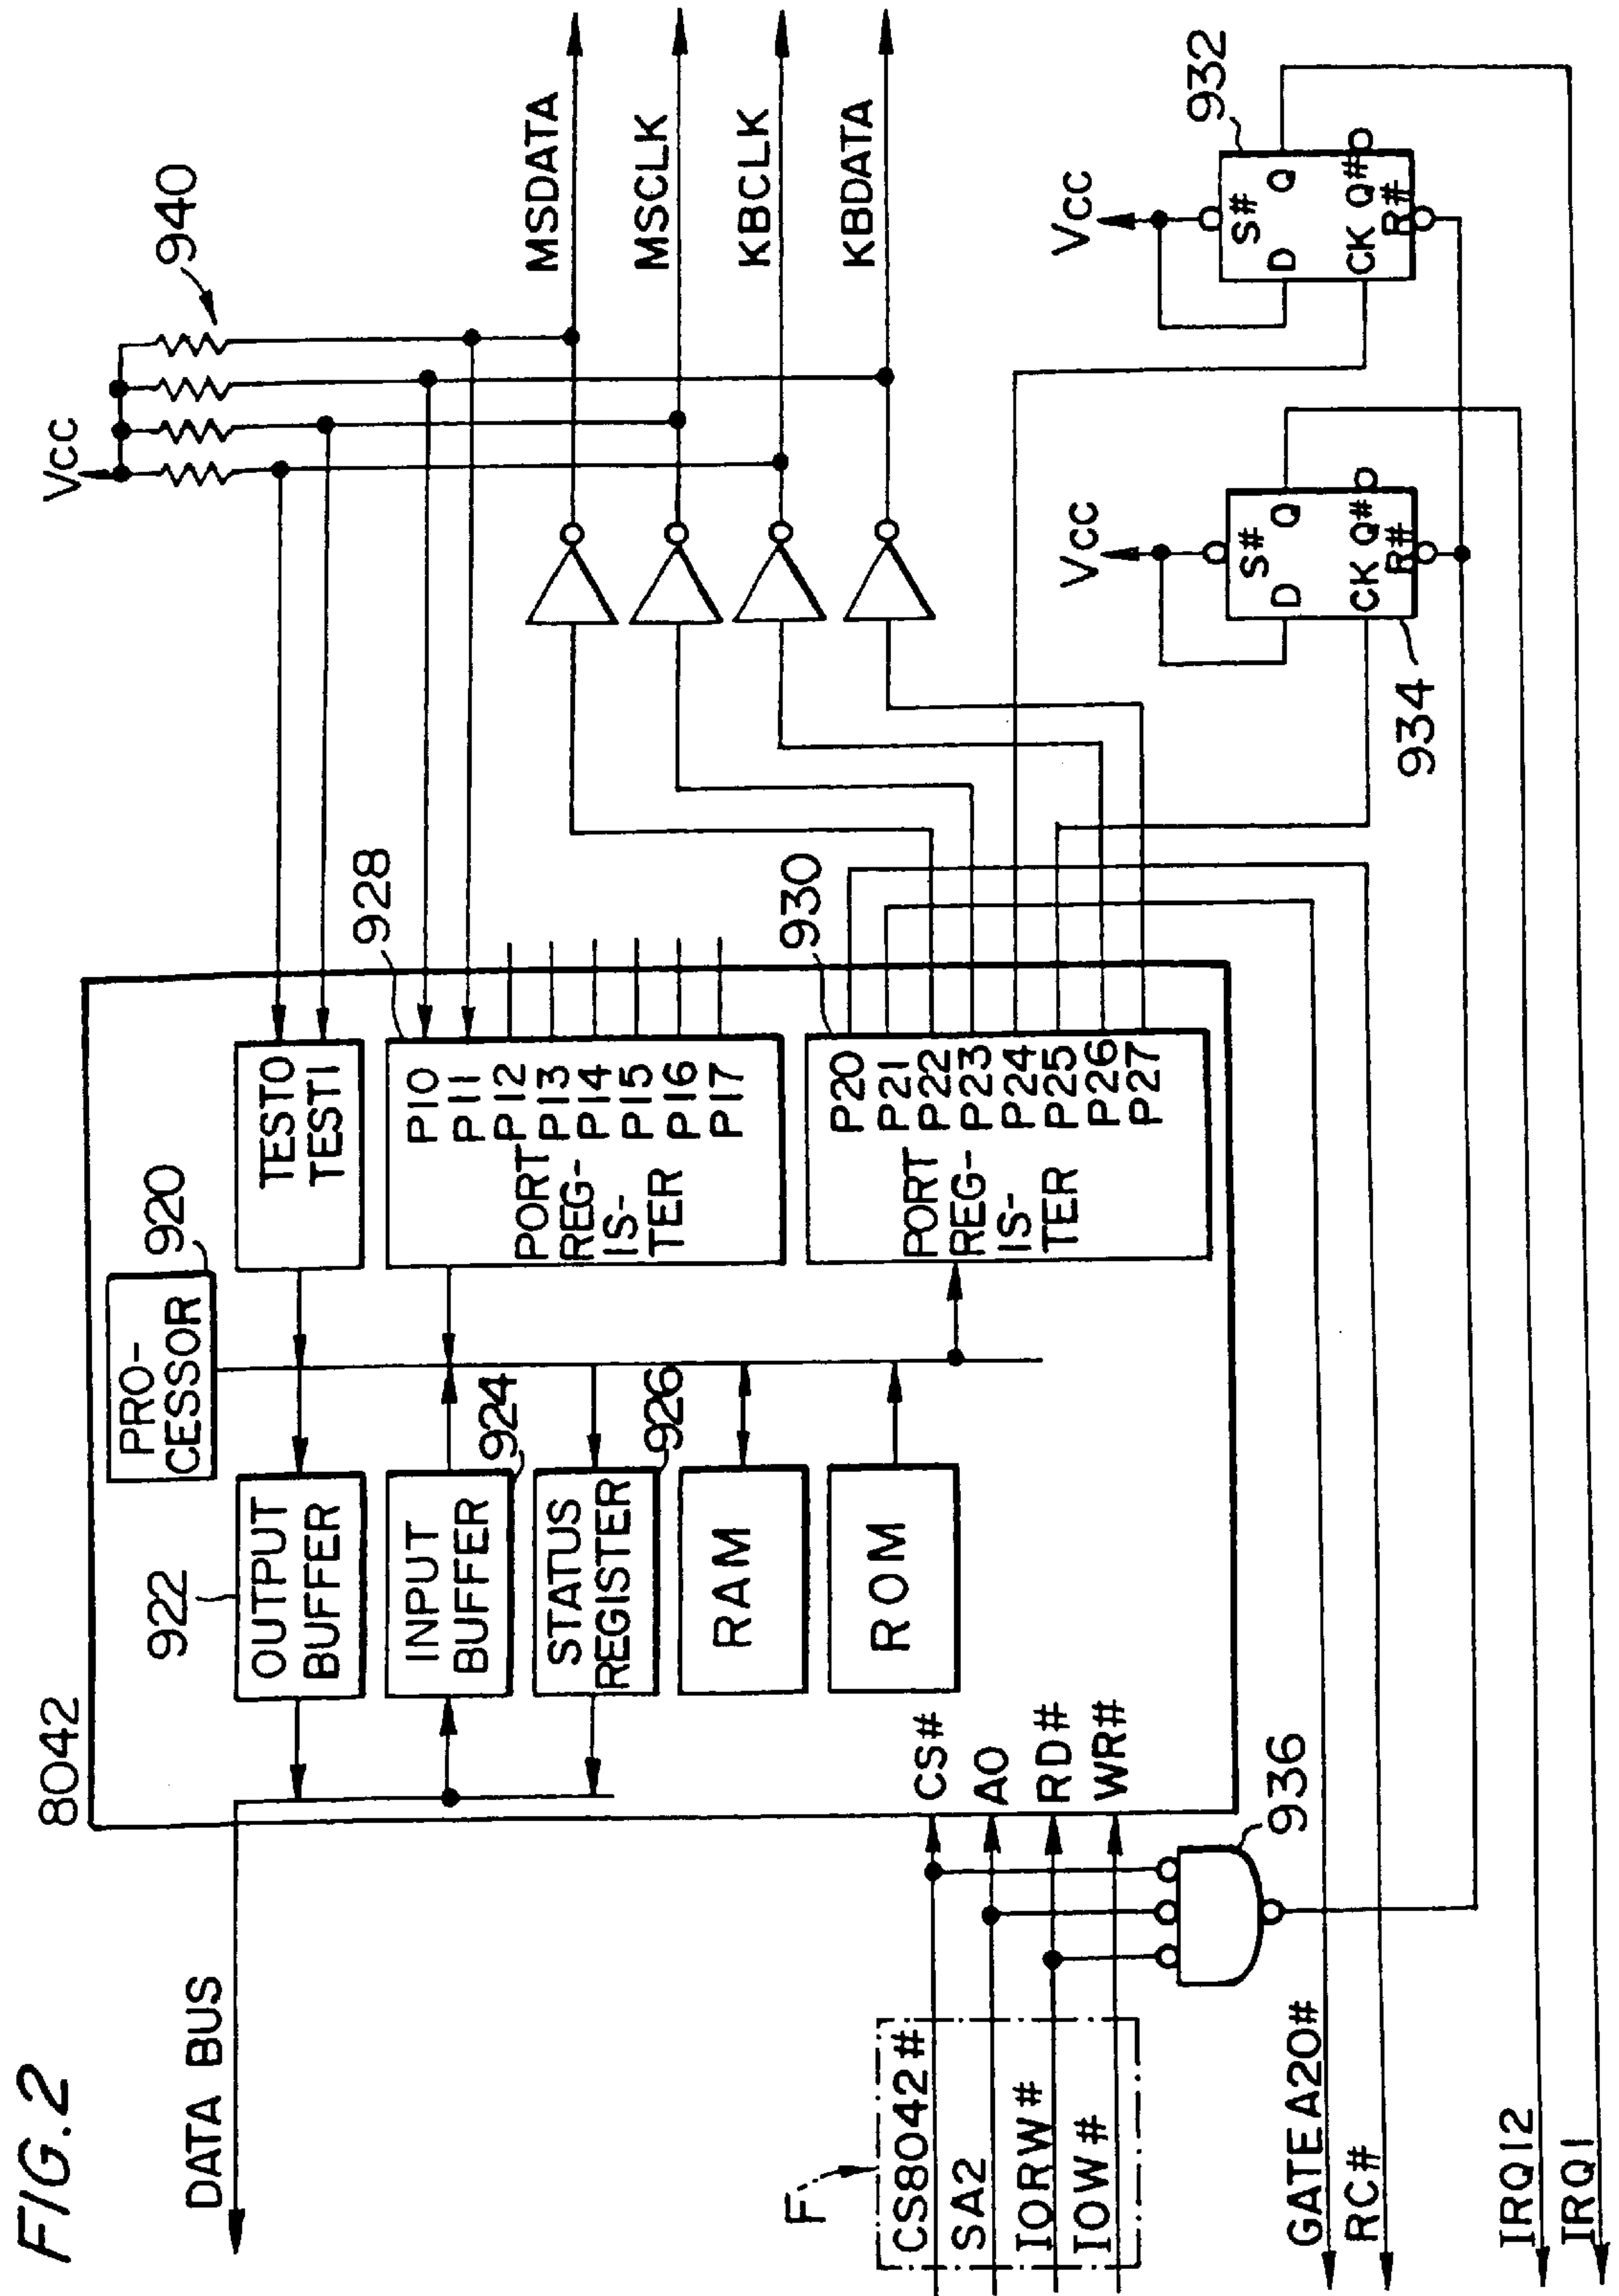 FIG.2
8042
DATA BUS
922
OUTPUT
BUFFER
INPUT
BUFFER
924
STATUS
REGISTER
926
RAM
ROM
PRO-
CESSOR
920
TEST0
TEST1
928
P10
P11
P12
P13
P14
P15
P16
P17
PORT
REG-
IS-
TER
930
P20
P21
P22
P23
P24
P25
P26
P27
PORT
REG-
IS-
TER
CS#
A0
RD#
WR#
936
F
CS8042#
SA2
IORW#
IOW#
GATEA20#
RC#
IRQ12
IRQ1
Vcc
940
MSDATA
MSCLK
KBCLK
KBDATA
Vcc
S#
D
Q
CK Q#
R#
934
Vcc
S#
D
Q
CK Q#
R#
932